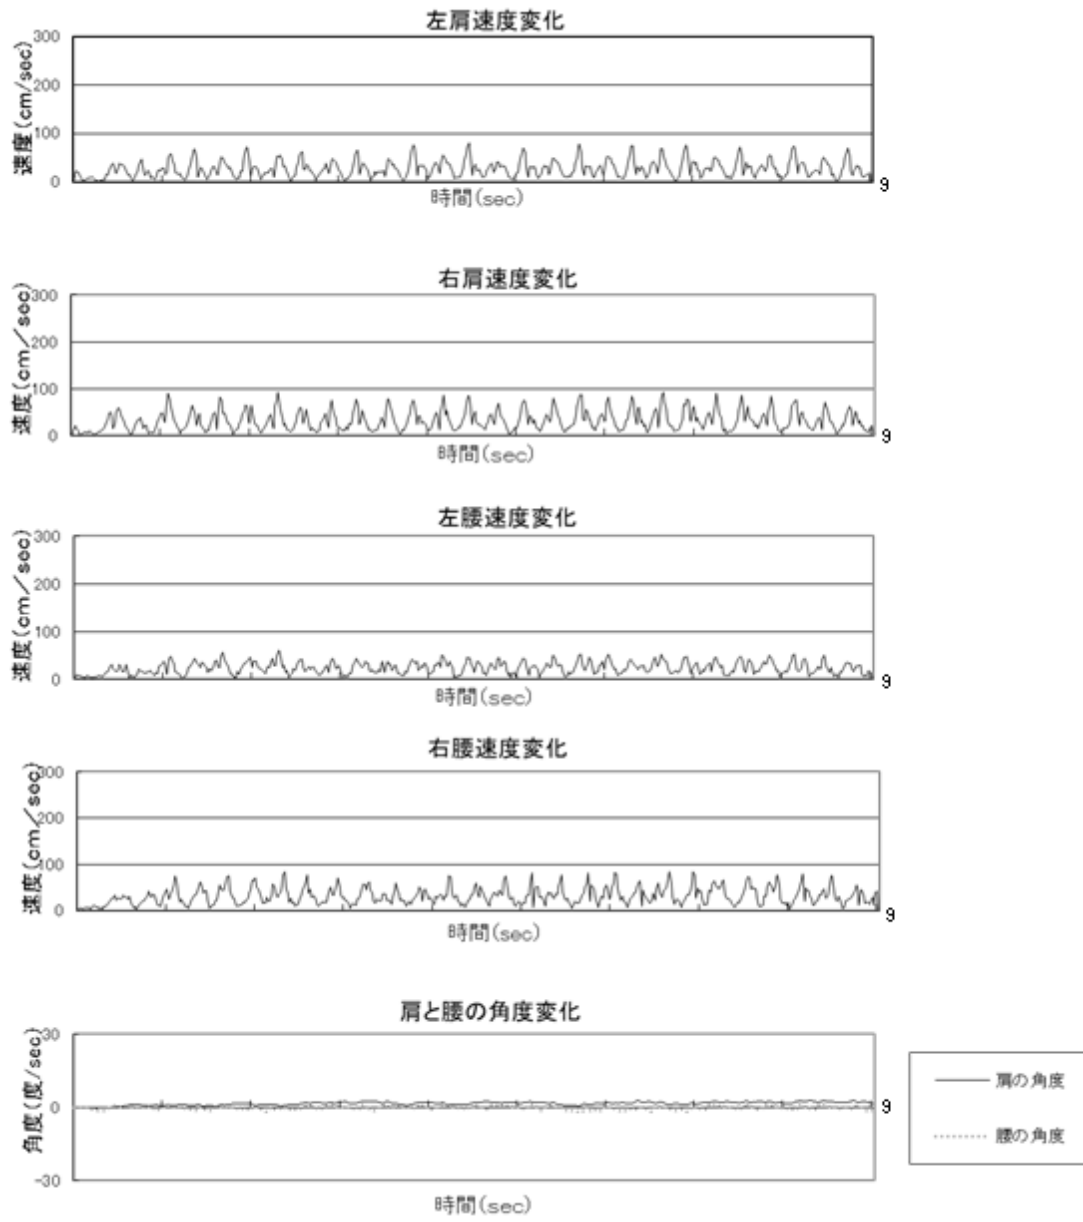 左肩速度変化
速度(cm/sec)
300
200
100
0
9
時間(sec)
右肩速度変化
速度(cm/sec)
300
200
100
0
9
時間(sec)
左腰速度変化
速度(cm/sec)
300
200
100
0
9
時間(sec)
右腰速度変化
速度(cm/sec)
300
200
100
0
9
時間(sec)
肩と腰の角度変化
角度(度/sec)
30
0
-30
9
時間(sec)
肩の角度
腰の角度